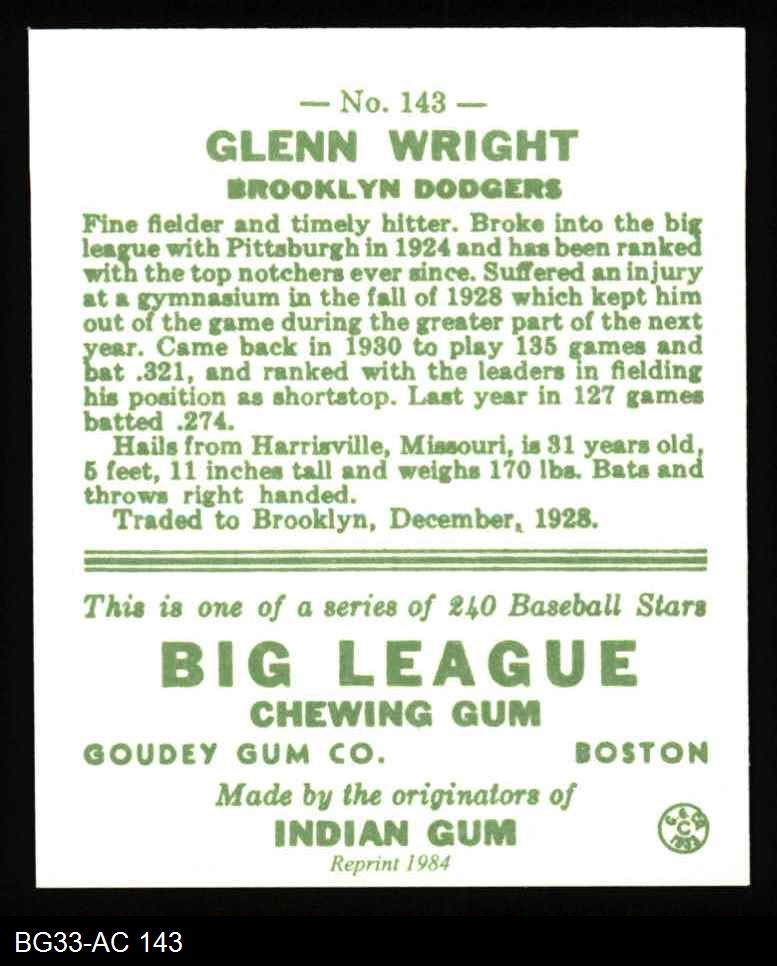 — No. 143 —
GLENN WRIGHT
BROOKLYN DODGERS
Fine fielder and timely hitter. Broke into the big
league with Pittsburgh in 1924 and has been ranked
with the top notchers ever since. Suffered an injury
at a gymnasium in the fall of 1928 which kept him
out of the game during the greater part of the next
year. Came back in 1930 to play 135 games and
bat .321, and ranked with the leaders in fielding
his position as shortstop. Last year in 127 games
batted .274.
Hails from Harrisville, Missouri, is 31 years old,
5 feet, 11 inches tall and weighs 170 lbs. Bats and
throws right handed.
Traded to Brooklyn, December, 1928.
This is one of a series of 240 Baseball Stars
BIG LEAGUE
CHEWING GUM
GOUDEY GUM CO. BOSTON
Made by the originators of
INDIAN GUM
Reprint 1984
BG33-AC 143